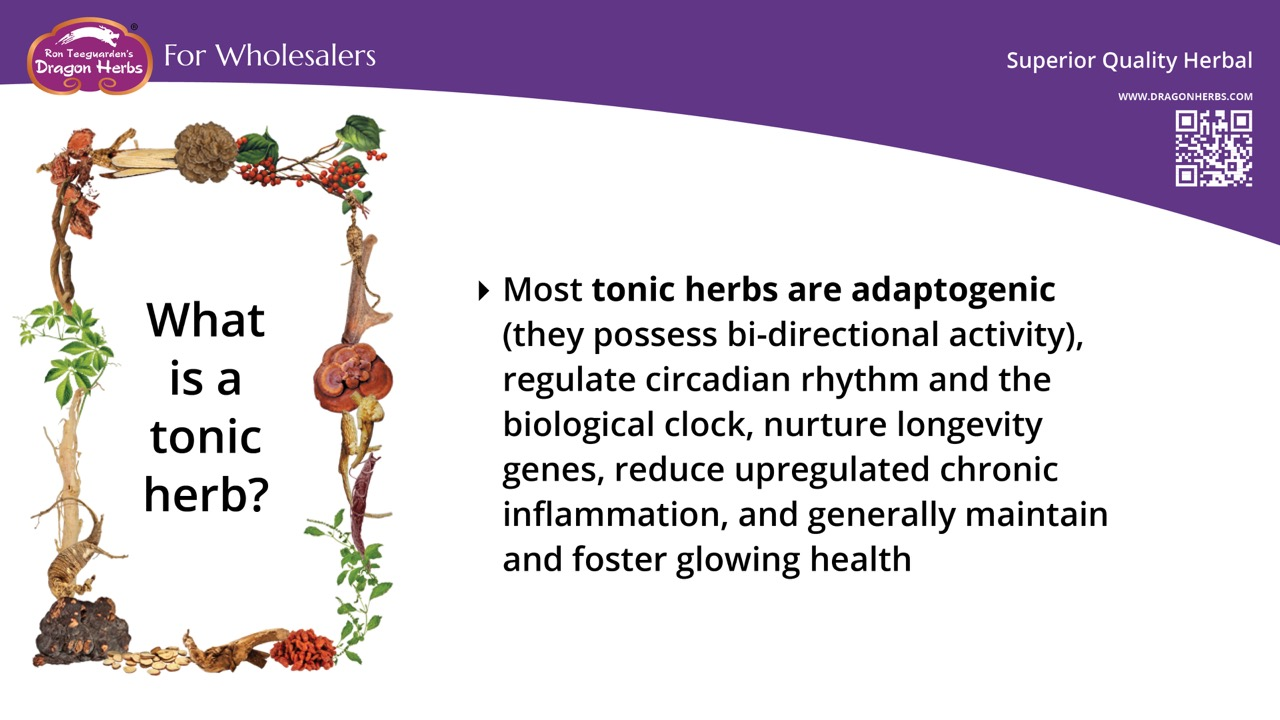 Ron Teeguarden's
Dragon Herbs®
For Wholesalers
Superior Quality Herbal
WWW.DRAGONHERBS.COM
What
is a
tonic
herb?
Most tonic herbs are adaptogenic
(they possess bi-directional activity),
regulate circadian rhythm and the
biological clock, nurture longevity
genes, reduce upregulated chronic
inflammation, and generally maintain
and foster glowing health